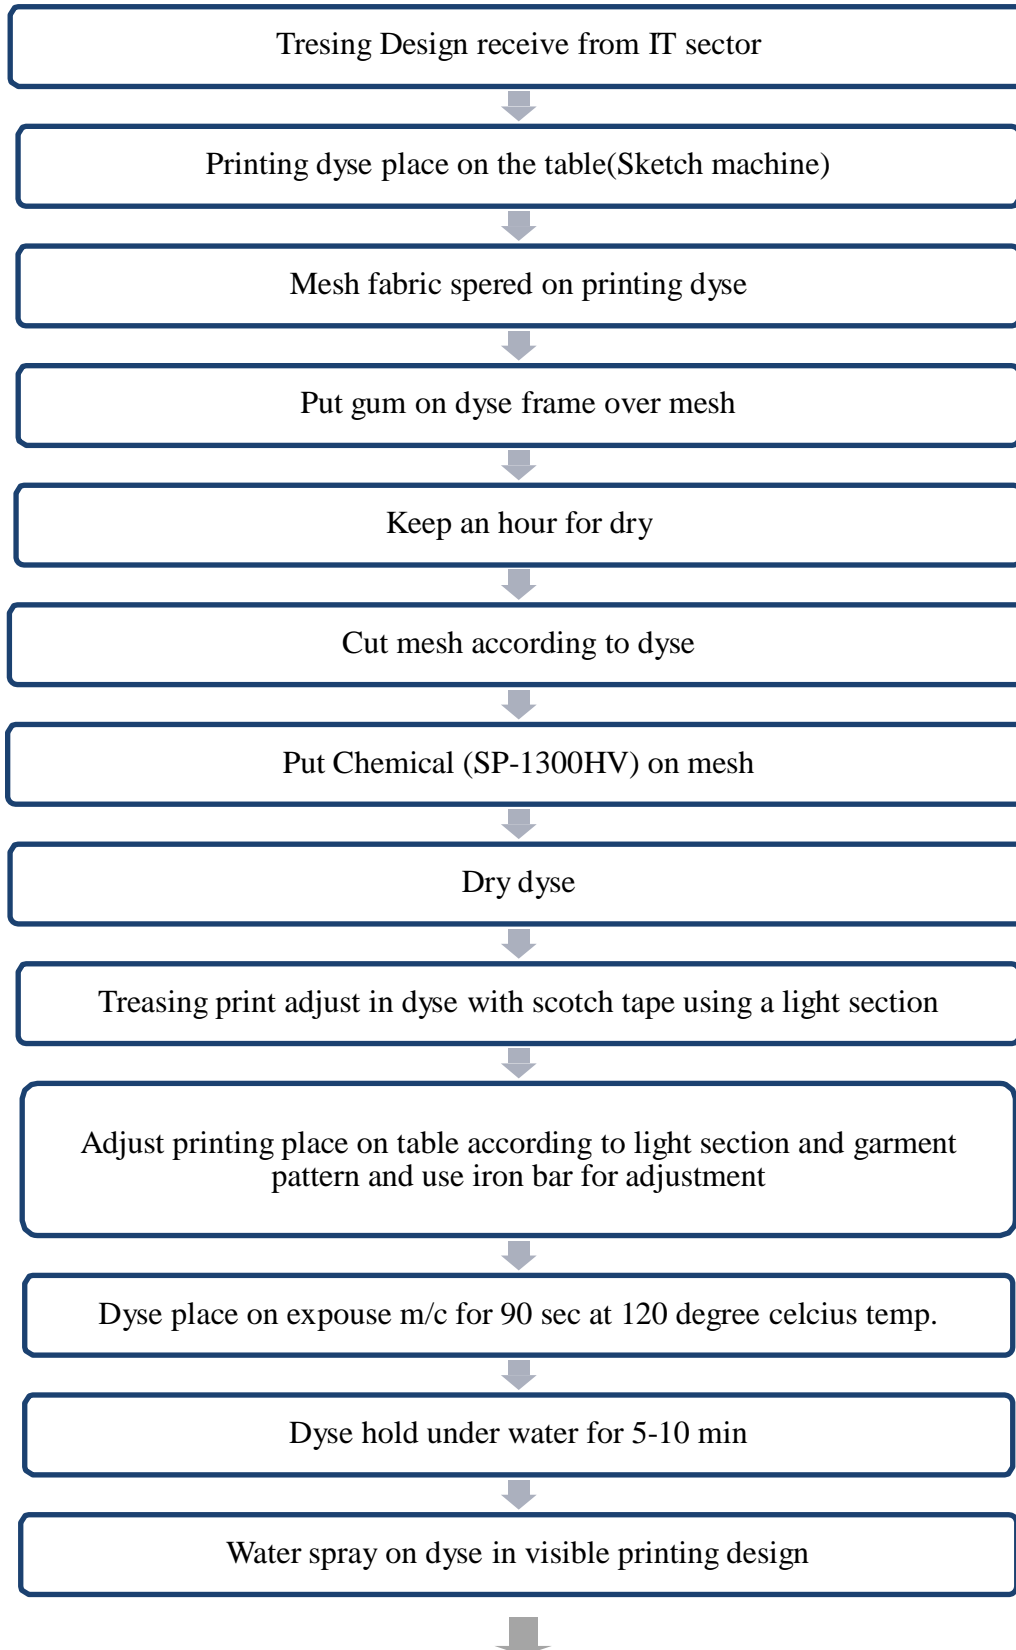 Tresing Design receive from IT sector
Printing dyse place on the table(Sketch machine)
Mesh fabric spered on printing dyse
Put gum on dyse frame over mesh
Keep an hour for dry
Cut mesh according to dyse
Put Chemical (SP-1300HV) on mesh
Dry dyse
Treasing print adjust in dyse with scotch tape using a light section
Adjust printing place on table according to light section and garment
pattern and use iron bar for adjustment
Dyse place on expouse m/c for 90 sec at 120 degree celcius temp.
Dyse hold under water for 5-10 min
Water spray on dyse in visible printing design